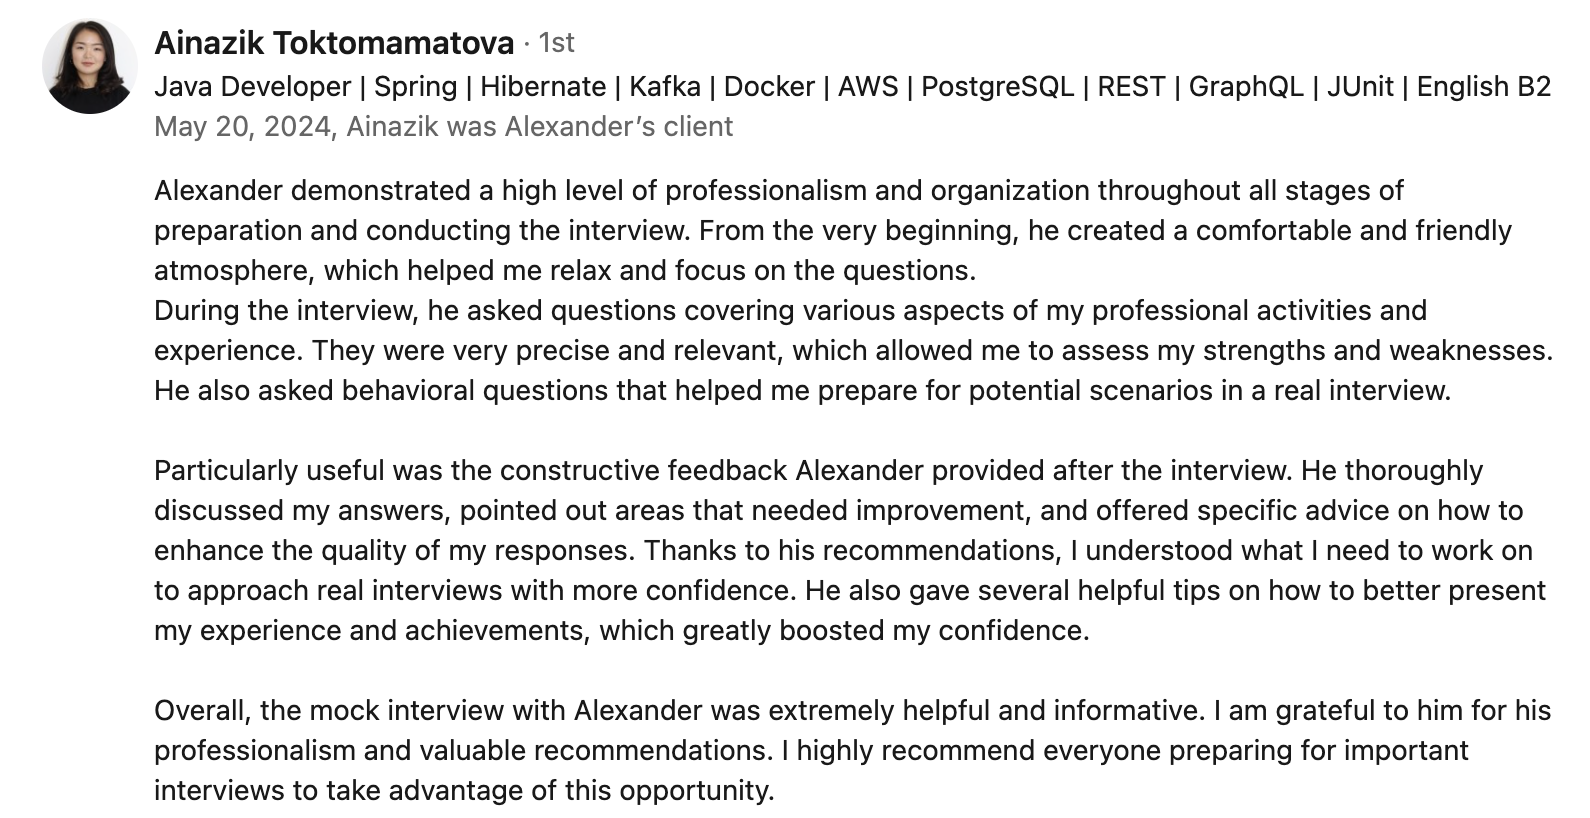 Ainazik Toktomamatova · 1st
Java Developer | Spring | Hibernate | Kafka | Docker | AWS | PostgreSQL | REST | GraphQL | JUnit | English B2
May 20, 2024, Ainazik was Alexander’s client
Alexander demonstrated a high level of professionalism and organization throughout all stages of
preparation and conducting the interview. From the very beginning, he created a comfortable and friendly
atmosphere, which helped me relax and focus on the questions.
During the interview, he asked questions covering various aspects of my professional activities and
experience. They were very precise and relevant, which allowed me to assess my strengths and weaknesses.
He also asked behavioral questions that helped me prepare for potential scenarios in a real interview.
Particularly useful was the constructive feedback Alexander provided after the interview. He thoroughly
discussed my answers, pointed out areas that needed improvement, and offered specific advice on how to
enhance the quality of my responses. Thanks to his recommendations, I understood what I need to work on
to approach real interviews with more confidence. He also gave several helpful tips on how to better present
my experience and achievements, which greatly boosted my confidence.
Overall, the mock interview with Alexander was extremely helpful and informative. I am grateful to him for his
professionalism and valuable recommendations. I highly recommend everyone preparing for important
interviews to take advantage of this opportunity.